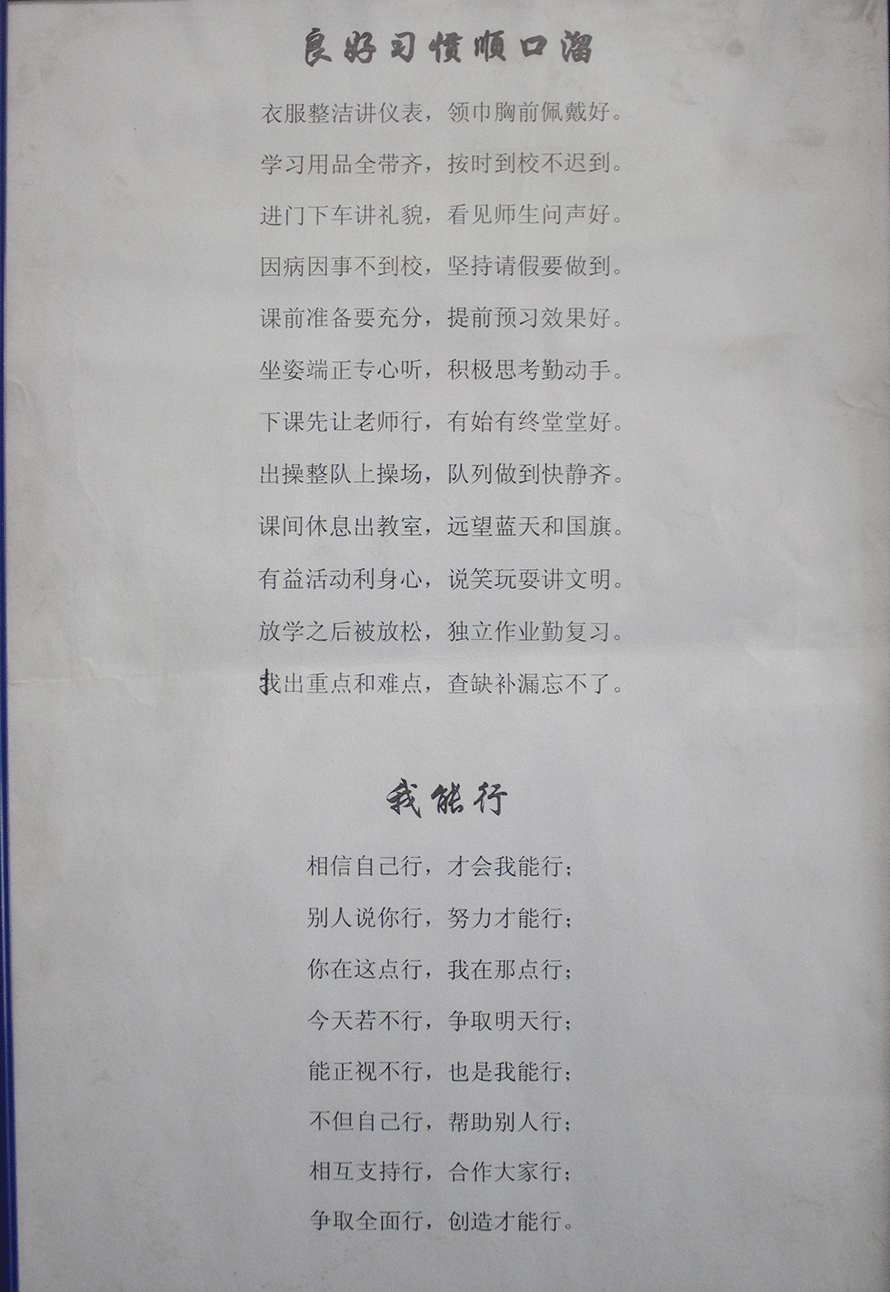 良好习惯顺口溜
衣服整洁讲仪表，领巾胸前佩戴好。
学习用品全带齐，按时到校不迟到。
进门下车讲礼貌，看见师生问声好。
因病因事不到校，坚持请假要做到。
课前准备要充分，提前预习效果好。
坐姿端正专心听，积极思考勤动手。
下课先让老师行，有始有终堂堂好。
出操整队上操场，队列做到快静齐。
课间休息出教室，远望蓝天和国旗。
有益活动利身心，说笑玩耍讲文明。
放学之后被放松，独立作业勤复习。
找出重点和难点，查缺补漏忘不了。
我能行
相信自己行，才会我能行；
别人说你行，努力才能行；
你在这点行，我在那点行；
今天若不行，争取明天行；
能正视不行，也是我能行；
不但自己行，帮助别人行；
相互支持行，合作大家行；
争取全面行，创造才能行。